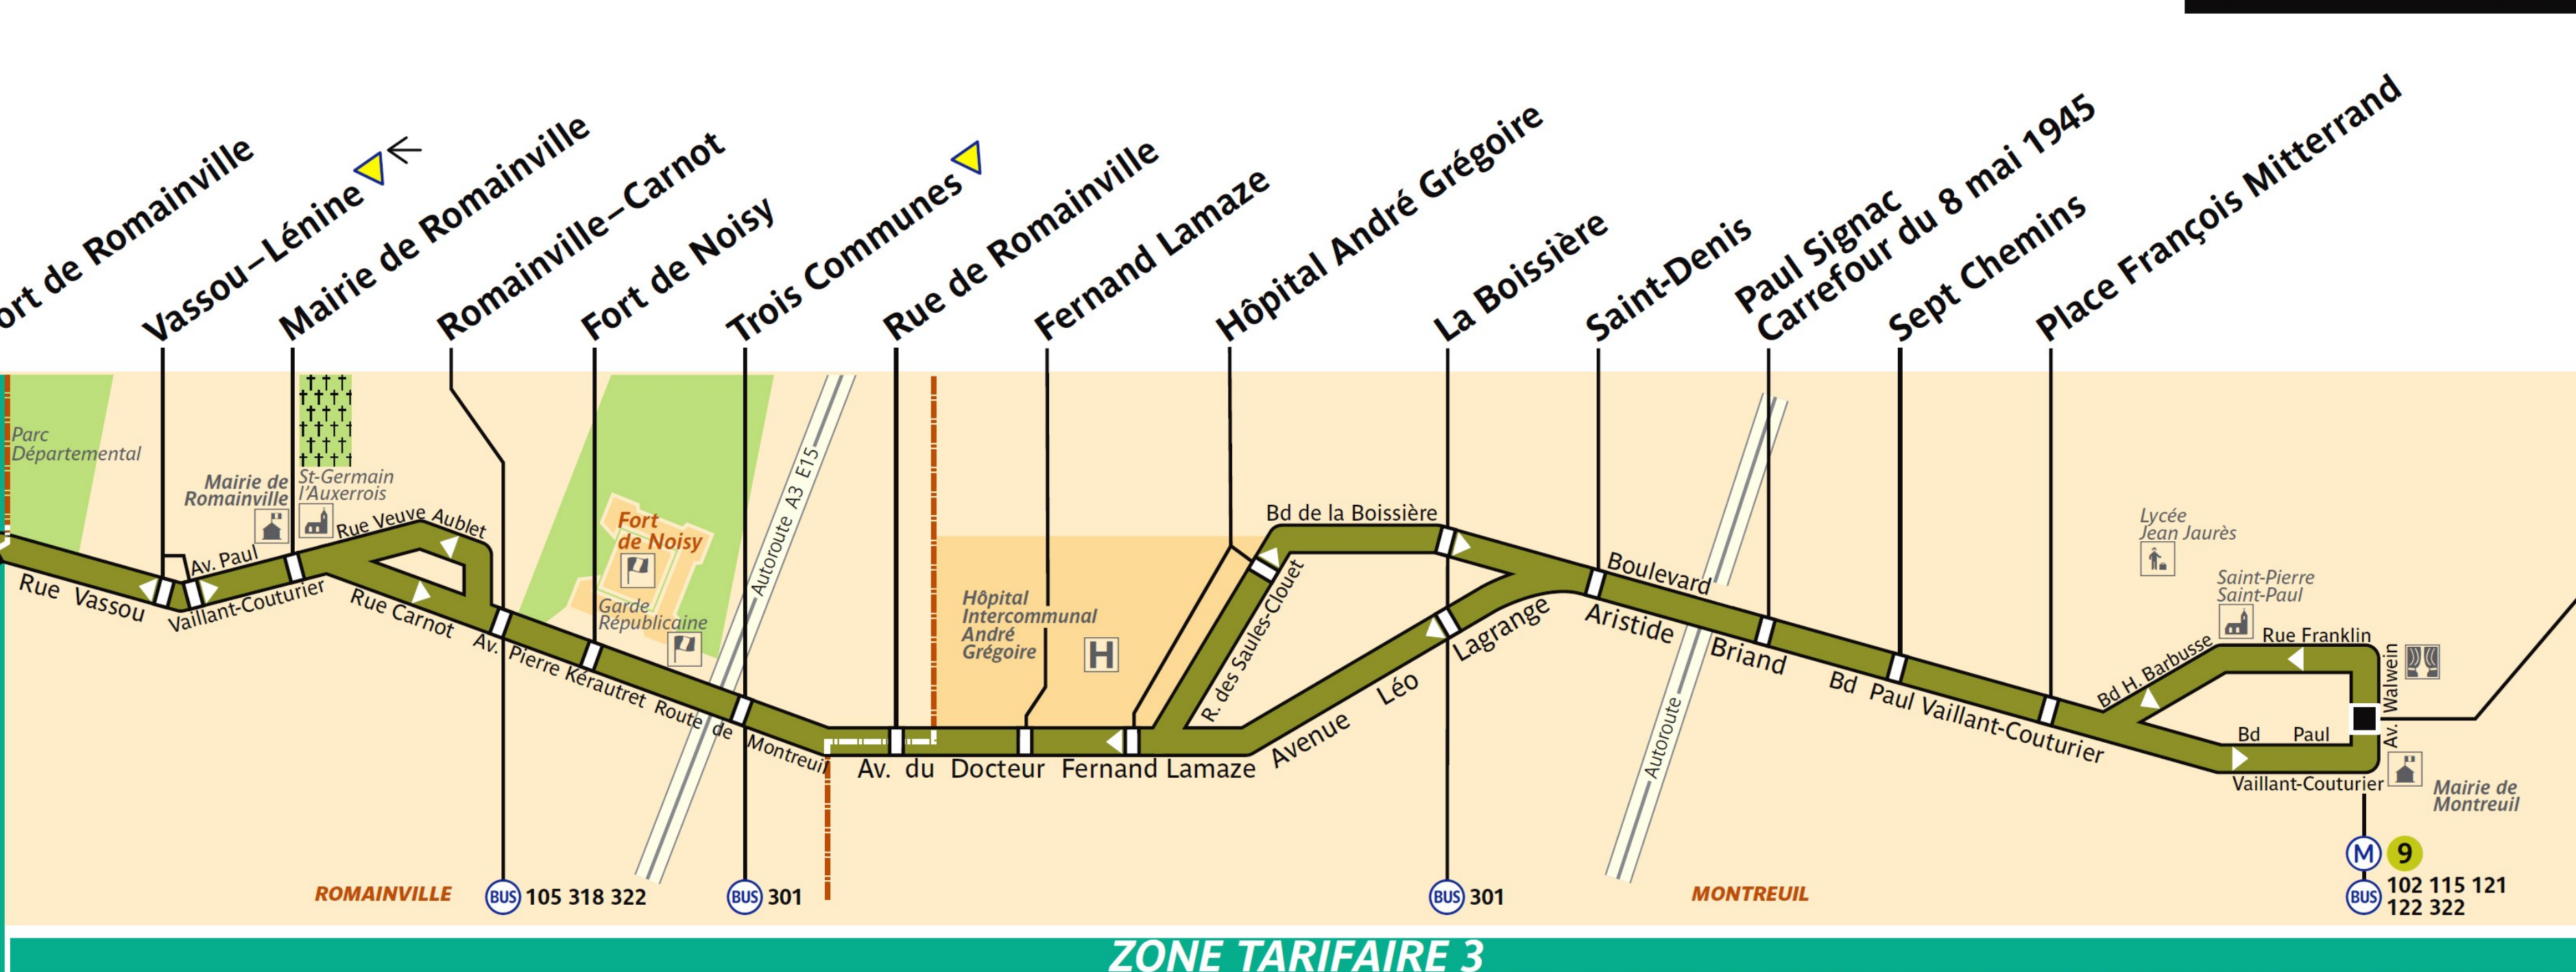 ort de Romainville
Vassou–Lénine
Mairie de Romainville
Romainville–Carnot
Fort de Noisy
Trois Communes
Rue de Romainville
Fernand Lamaze
Hôpital André Grégoire
La Boissière
Saint-Denis
Paul Signac
Carrefour du 8 mai 1945
Sept Chemins
Place François Mitterrand
Parc
Départemental
Mairie de
Romainville
St-Germain
l'Auxerrois
Rue Veuve Aublet
Av. Paul
Vaillant-Couturier
Rue Vassou
Rue Carnot
Av. Pierre Kérautret
Route de Montreuil
Fort
de Noisy
Garde
Républicaine
Autoroute A3 E15
Hôpital
Intercommunal
André
Grégoire
H
Av. du Docteur Fernand Lamaze
R. des Saules-Clouet
Bd de la Boissière
Avenue Léo Lagrange
Boulevard
Aristide Briand
Autoroute
Bd Paul Vaillant-Couturier
Lycée
Jean Jaurès
Saint-Pierre
Saint-Paul
Bd H. Barbusse
Rue Franklin
Av. Walwein
Bd Paul
Vaillant-Couturier
Mairie de
Montreuil
M 9
BUS 102 115 121
122 322
ROMAINVILLE
BUS 105 318 322
BUS 301
BUS 301
MONTREUIL
ZONE TARIFAIRE 3